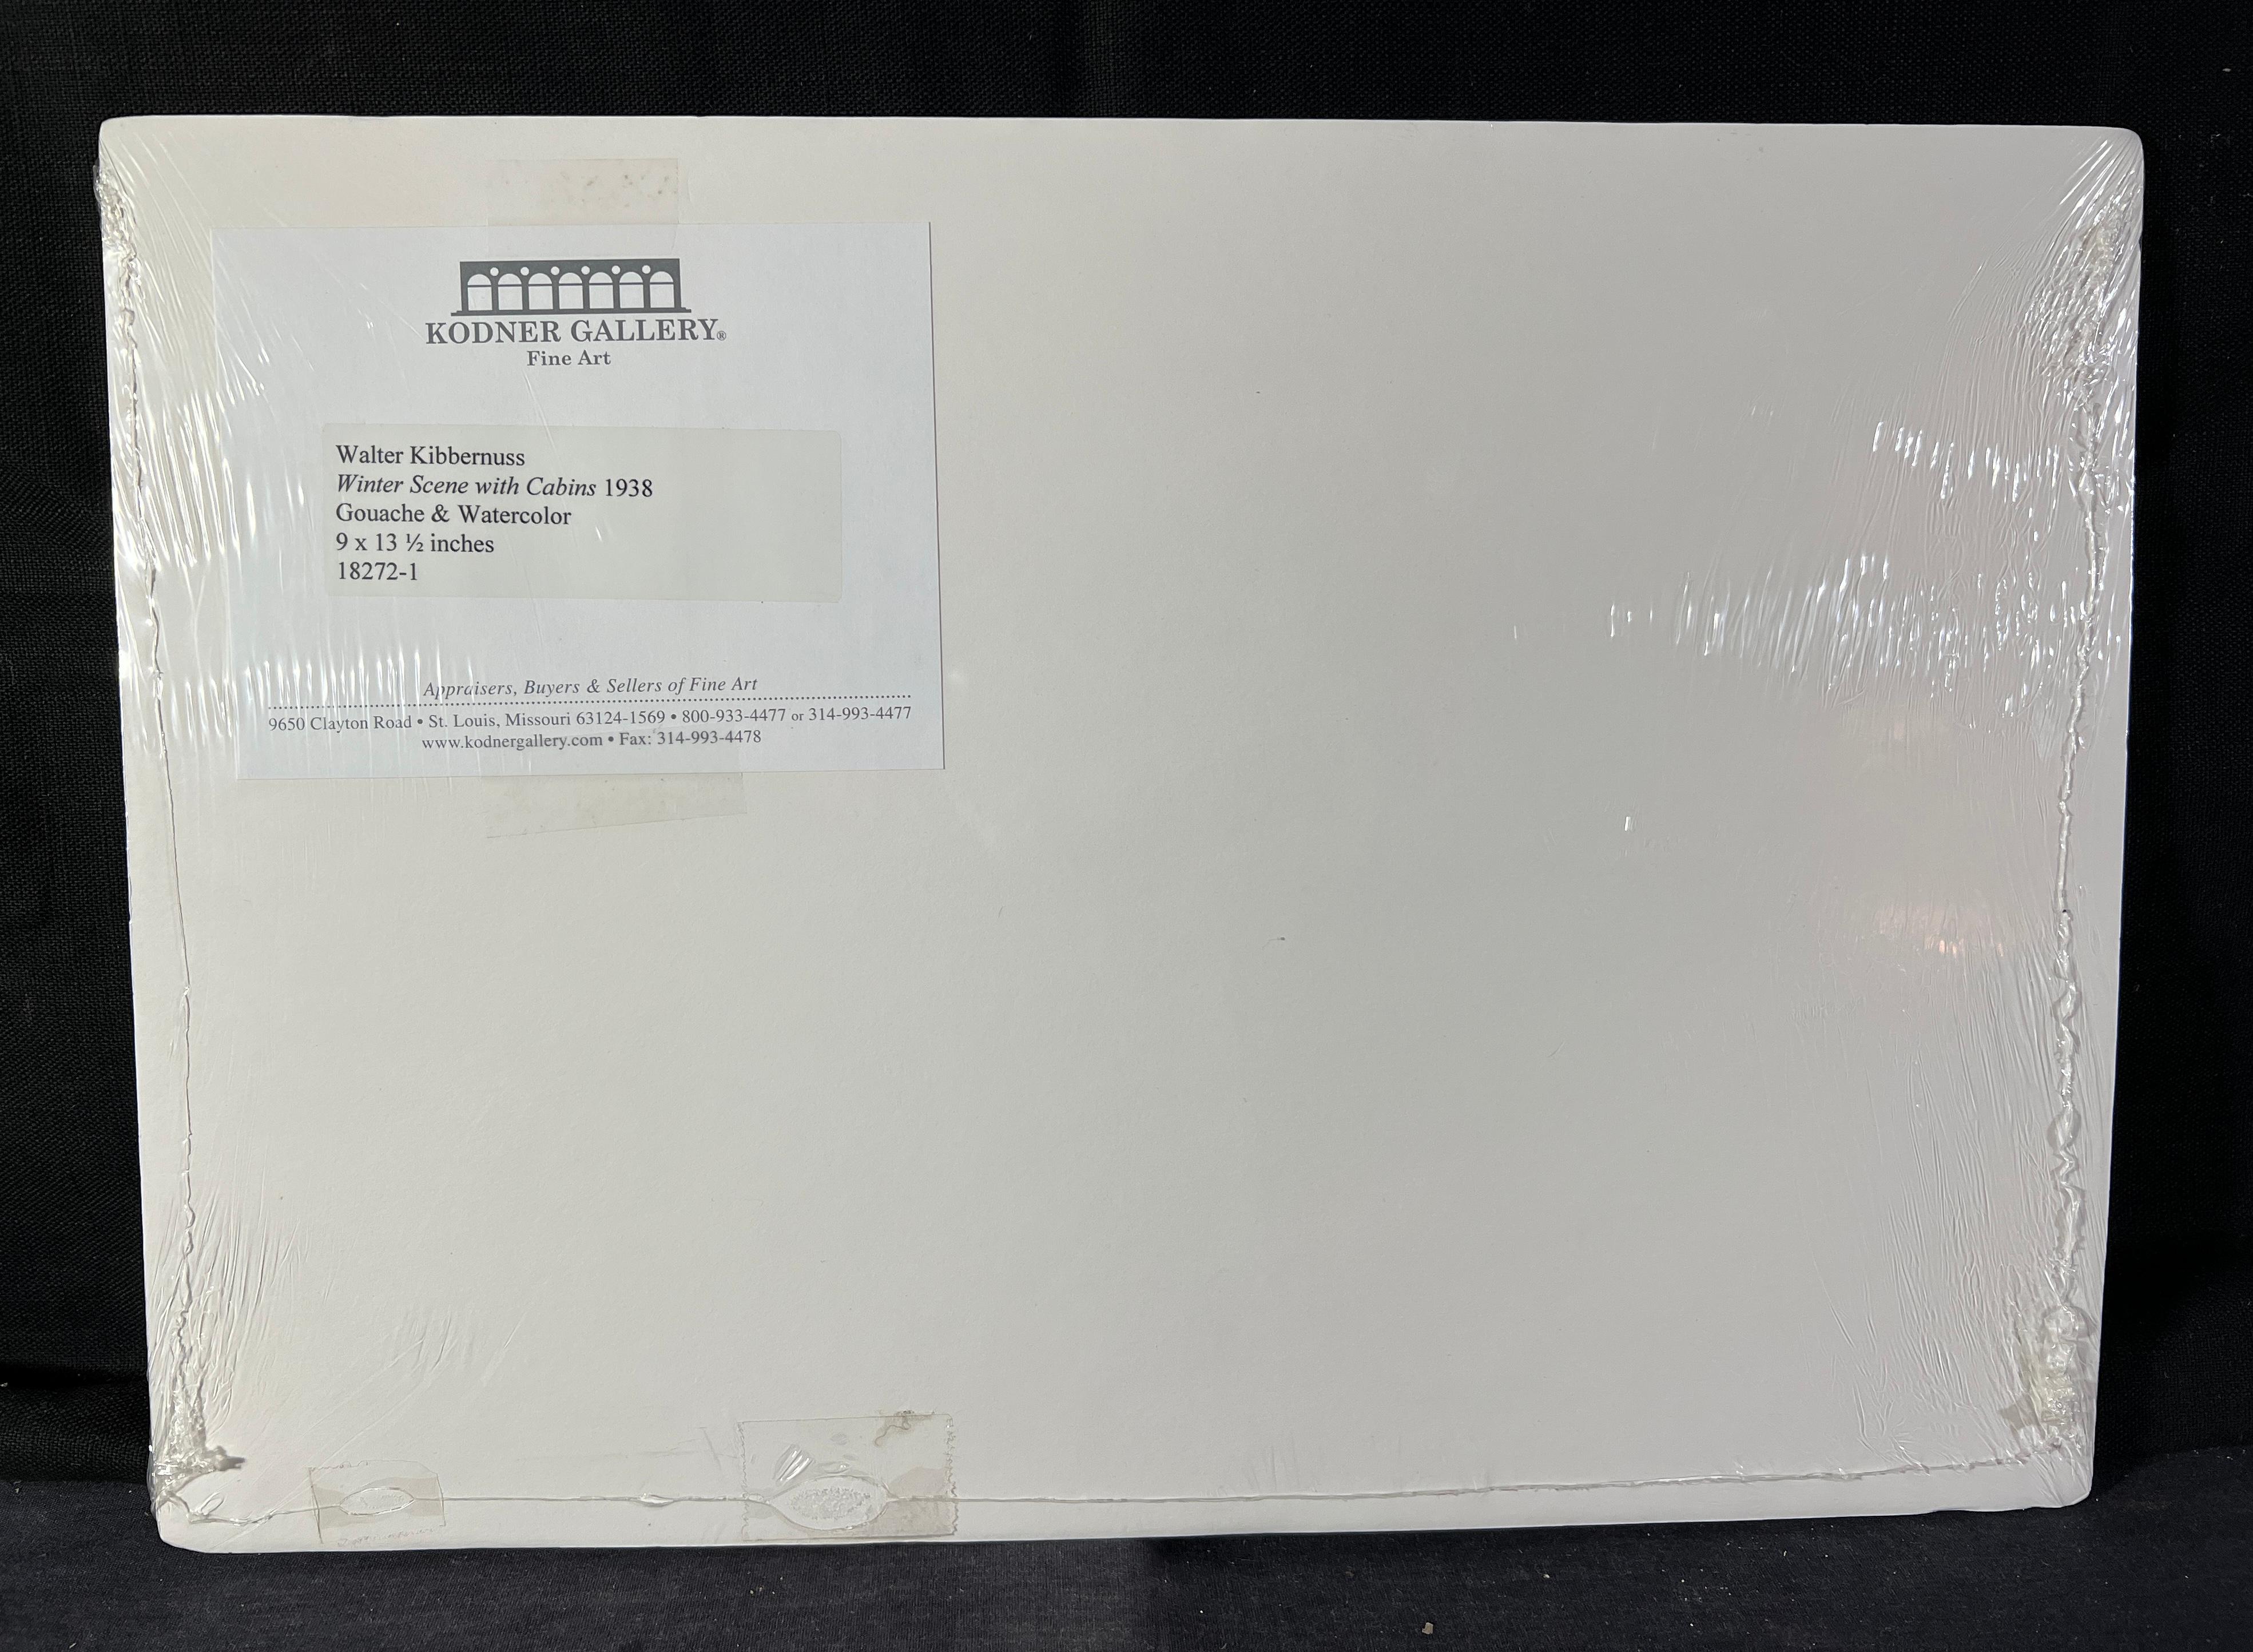 KODNER GALLERY®
Fine Art
Walter Kibbernuss
Winter Scene with Cabins 1938
Gouache & Watercolor
9 x 13 ½ inches
18272-1
Appraisers, Buyers & Sellers of Fine Art
9650 Clayton Road • St. Louis, Missouri 63124-1569 • 800-933-4477 or 314-993-4477
www.kodnergallery.com • Fax: 314-993-4478